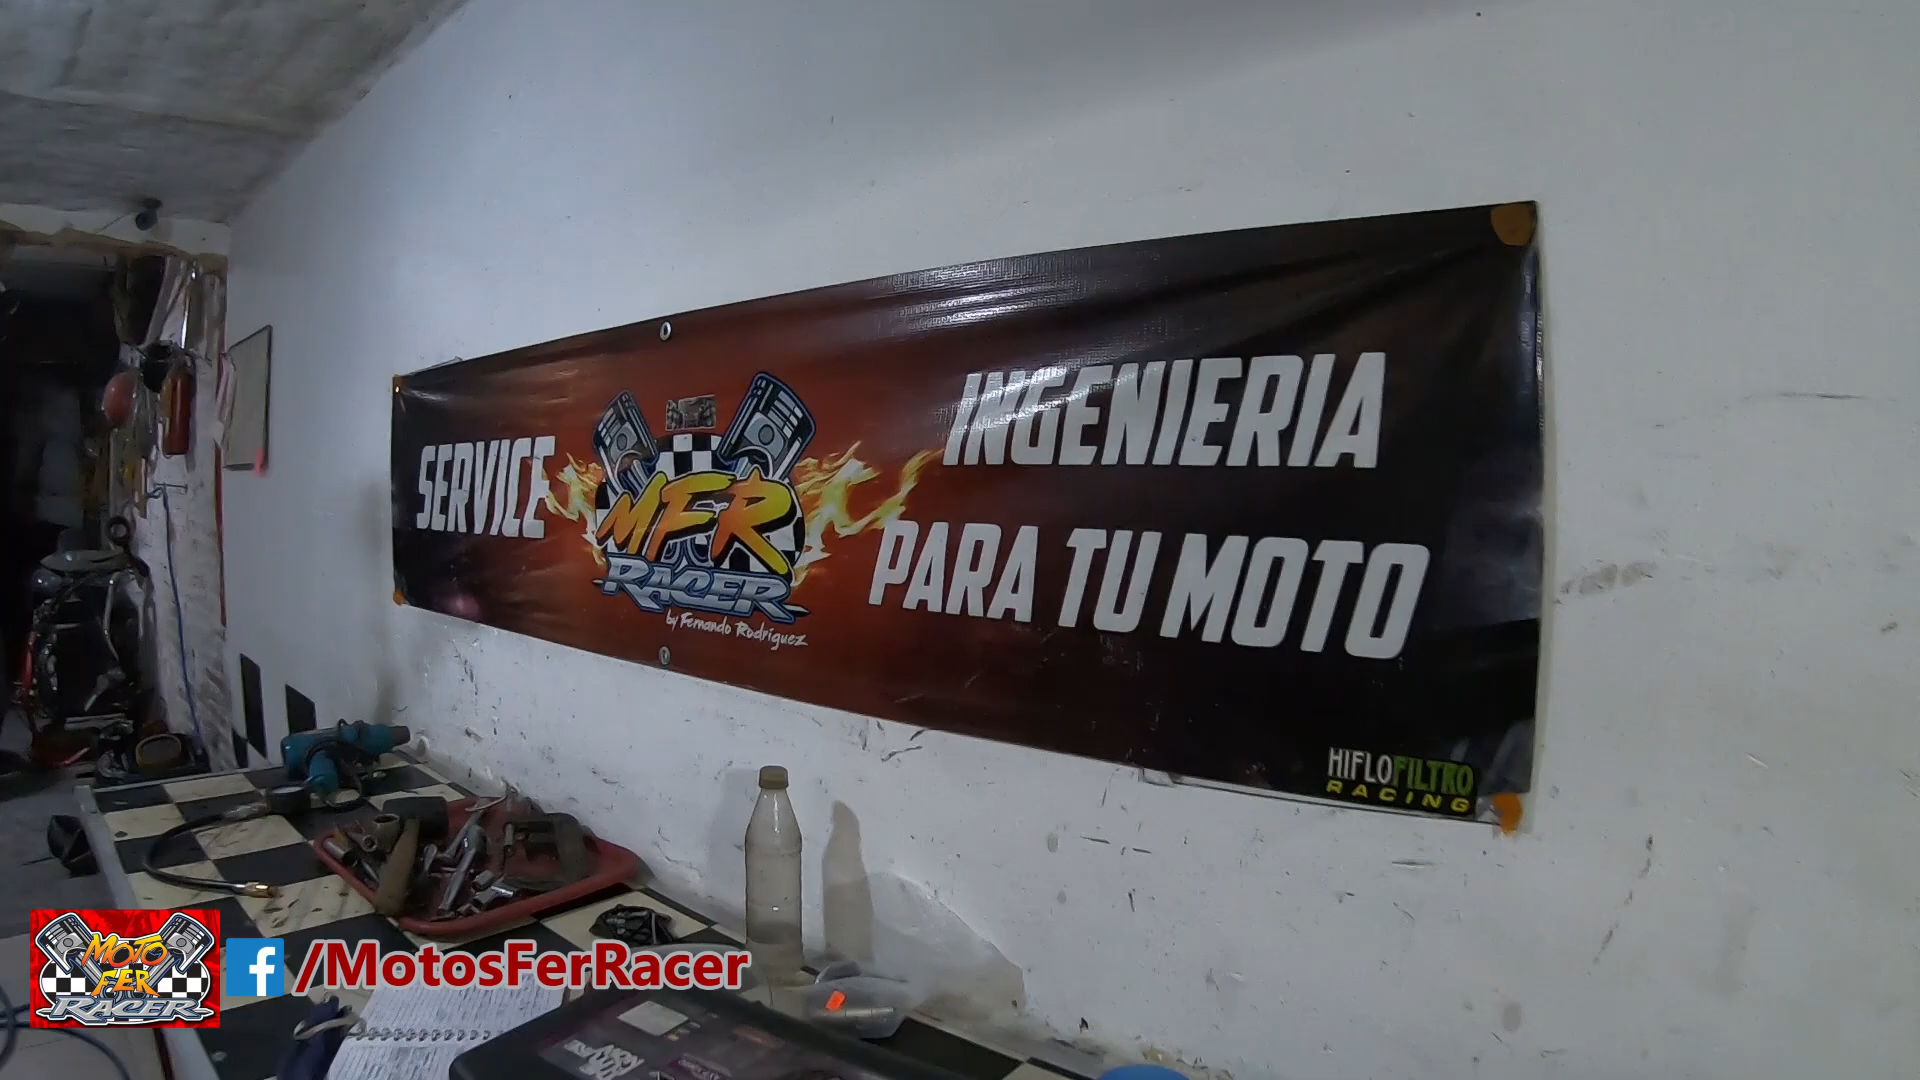 SERVICE
MFR
RACER
by Fernando Rodriguez
INGENIERIA
PARA TU MOTO
HIFLOFILTRO
RACING
MOTO
FER
RACER
f /MotosFerRacer